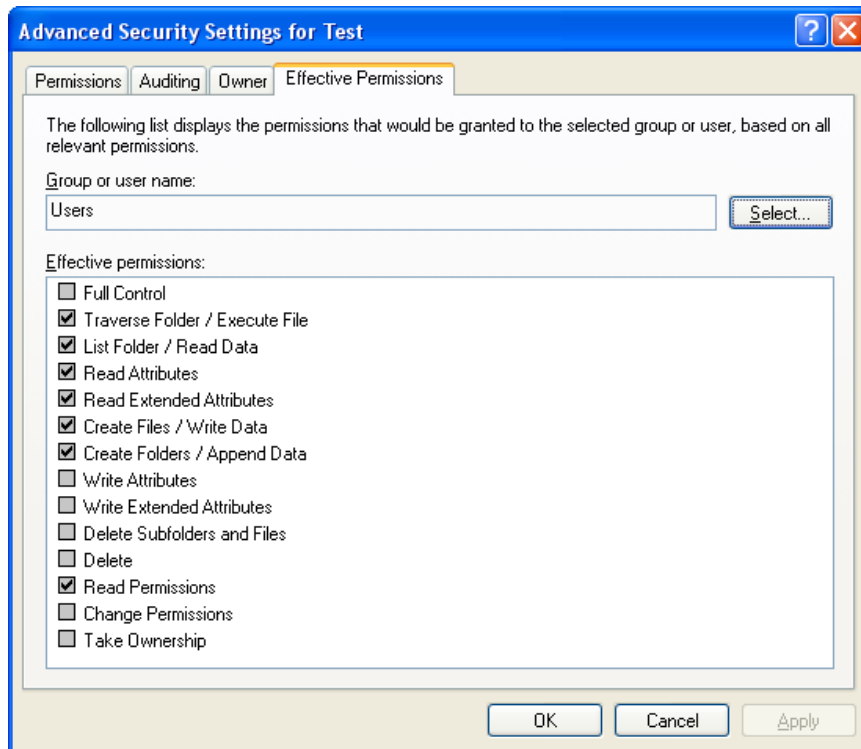 Advanced Security Settings for Test
Permissions Auditing Owner Effective Permissions
The following list displays the permissions that would be granted to the selected group or user, based on all
relevant permissions.
Group or user name:
Users
Select...
Effective permissions:
Full Control
Traverse Folder / Execute File
List Folder / Read Data
Read Attributes
Read Extended Attributes
Create Files / Write Data
Create Folders / Append Data
Write Attributes
Write Extended Attributes
Delete Subfolders and Files
Delete
Read Permissions
Change Permissions
Take Ownership
OK Cancel Apply